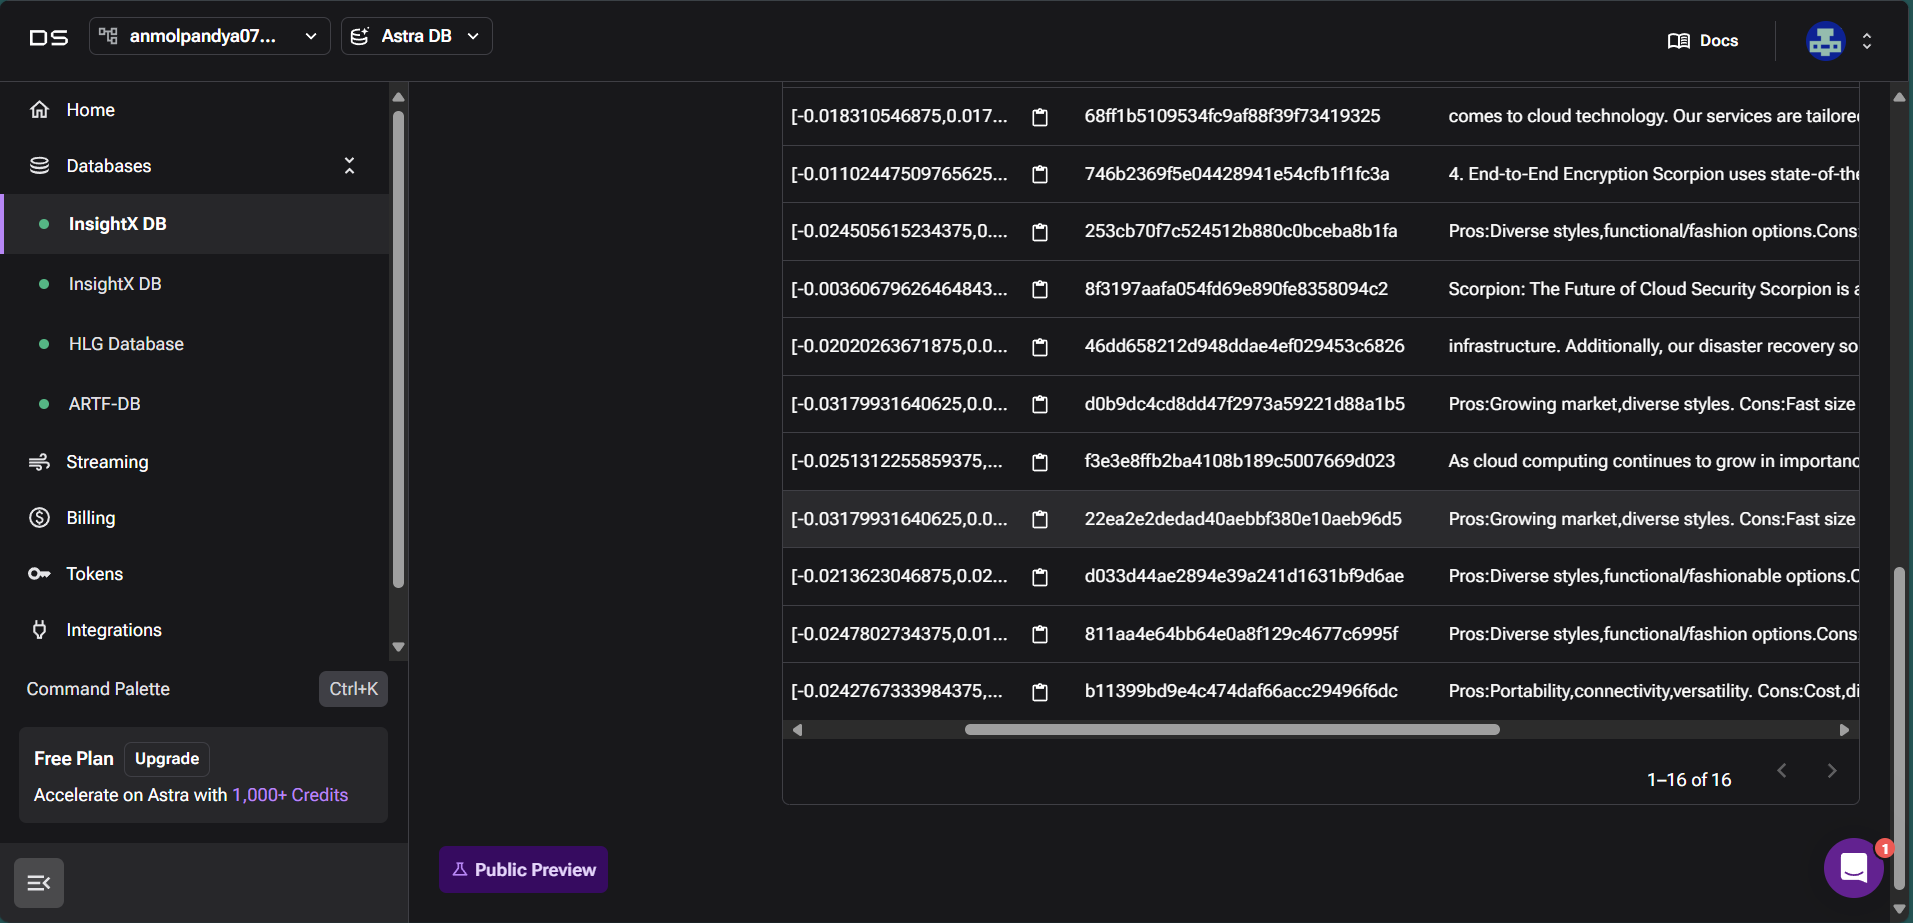 DS anmolpandya07... Astra DB Docs
Home
Databases
InsightX DB
InsightX DB
HLG Database
ARTF-DB
Streaming
Billing
Tokens
Integrations
Command Palette Ctrl+K
Free Plan Upgrade
Accelerate on Astra with 1,000+ Credits
[-0.018310546875,0.017... 68ff1b5109534fc9af88f39f73419325 comes to cloud technology. Our services are tailored
[-0.01102447509765625... 746b2369f5e04428941e54cfb1f1fc3a 4. End-to-End Encryption Scorpion uses state-of-the
[-0.024505615234375,0.... 253cb70f7c524512b880c0bceba8b1fa Pros:Diverse styles,functional/fashion options.Cons:
[-0.00360679626464843... 8f3197aafa054fd69e890fe8358094c2 Scorpion: The Future of Cloud Security Scorpion is a
[-0.02020263671875,0.0... 46dd658212d948ddae4ef029453c6826 infrastructure. Additionally, our disaster recovery so
[-0.03179931640625,0.0... d0b9dc4cd8dd47f2973a59221d88a1b5 Pros:Growing market,diverse styles. Cons:Fast size
[-0.0251312255859375,... f3e3e8ffb2ba4108b189c5007669d023 As cloud computing continues to grow in importanc
[-0.03179931640625,0.0... 22ea2e2dedad40aebbf380e10aeb96d5 Pros:Growing market,diverse styles. Cons:Fast size
[-0.0213623046875,0.02... d033d44ae2894e39a241d1631bf9d6ae Pros:Diverse styles,functional/fashionable options.C
[-0.0247802734375,0.01... 811aa4e64bb64e0a8f129c4677c6995f Pros:Diverse styles,functional/fashion options.Cons:
[-0.0242767333984375,... b11399bd9e4c474daf66acc29496f6dc Pros:Portability,connectivity,versatility. Cons:Cost,di
1–16 of 16
Public Preview
1